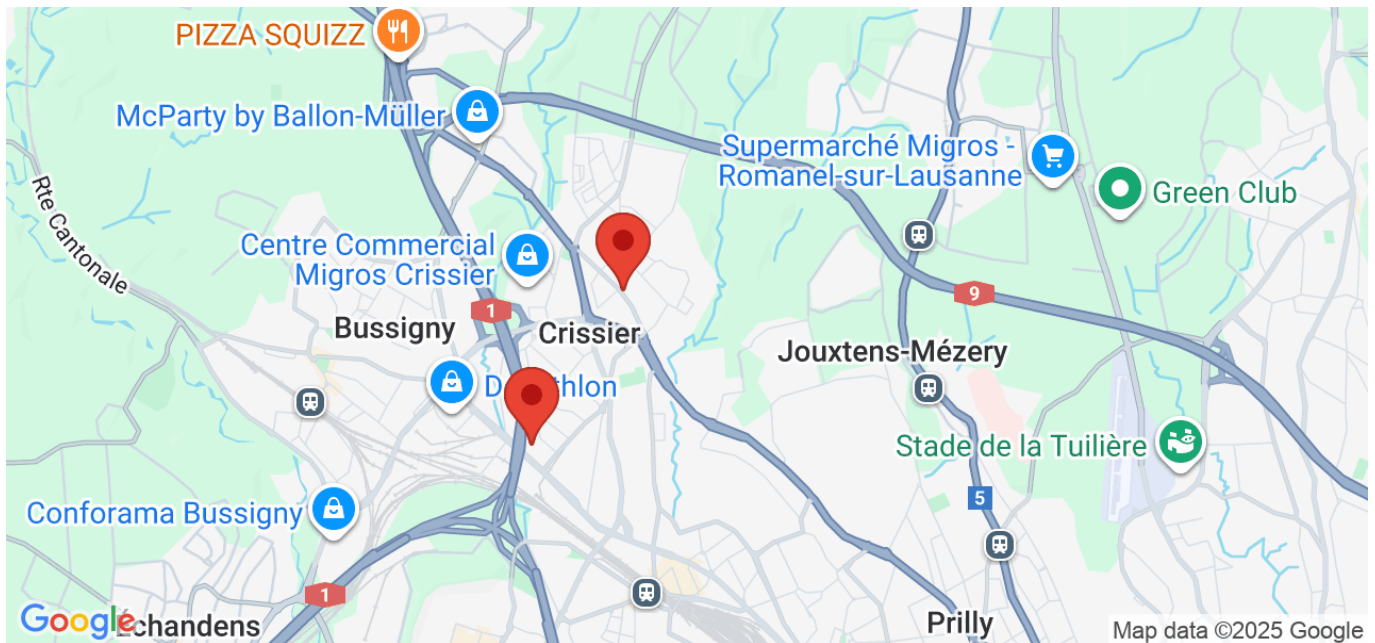 PIZZA SQUIZZ
McParty by Ballon-Müller
Supermarché Migros -
Romanel-sur-Lausanne
Green Club
Rte Cantonale
Centre Commercial
Migros Crissier
9
1
Bussigny
Crissier
Jouxtens-Mézery
Stade de la Tuilière
5
Conforama Bussigny
1
Prilly
Google
Map data ©2025 Google